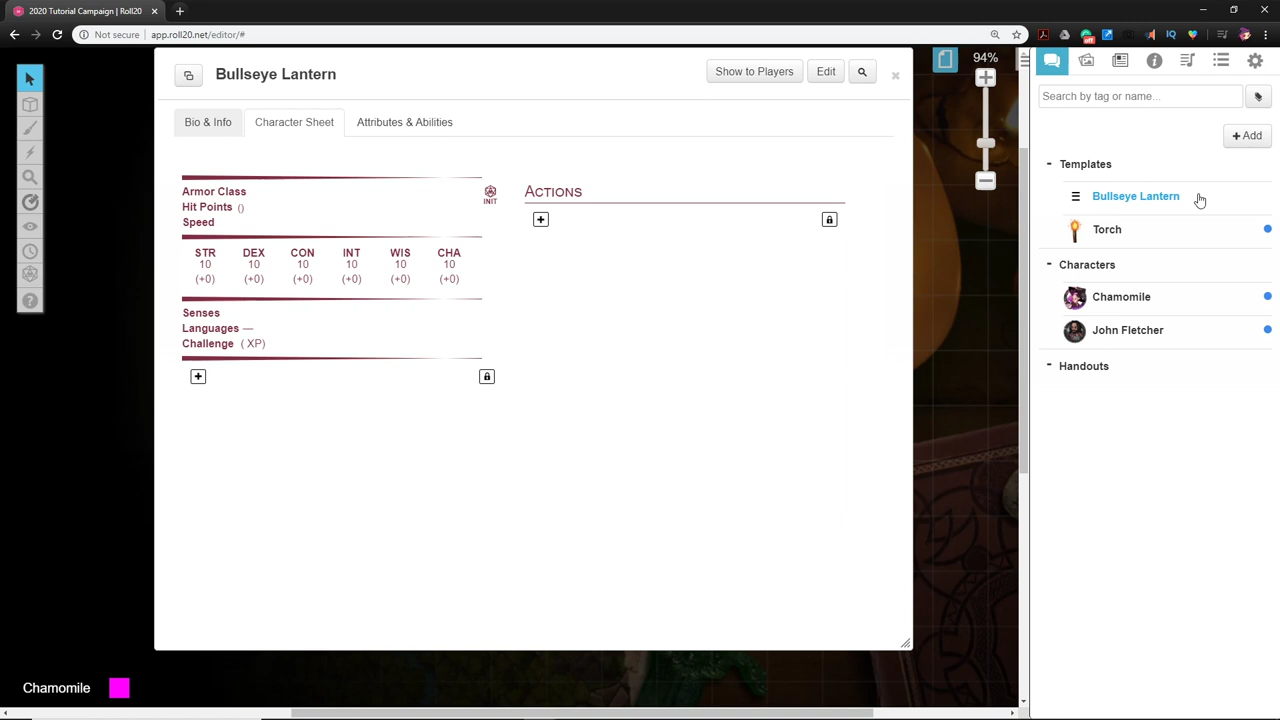 2020 Tutorial Campaign | Roll20
Not secure | app.roll20.net/editor/#
Bullseye Lantern
Show to Players
Edit
94%
Bio & Info
Character Sheet
Attributes & Abilities
Search by tag or name...
+ Add
Armor Class
Hit Points ()
Speed
INIT
Actions
STR DEX CON INT WIS CHA
10 10 10 10 10 10
(+0) (+0) (+0) (+0) (+0) (+0)
Senses
Languages —
Challenge ( XP)
- Templates
Bullseye Lantern
Torch
- Characters
Chamomile
John Fletcher
- Handouts
Chamomile